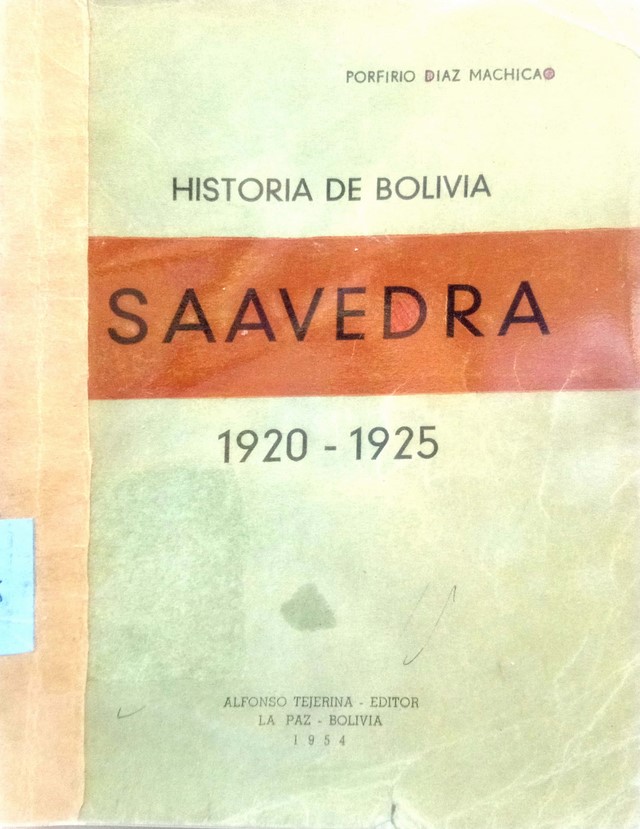 PORFIRIO DIAZ MACHICAO
HISTORIA DE BOLIVIA
SAAVEDRA
1920 - 1925
ALFONSO TEJERINA - EDITOR
LA PAZ - BOLIVIA
1954